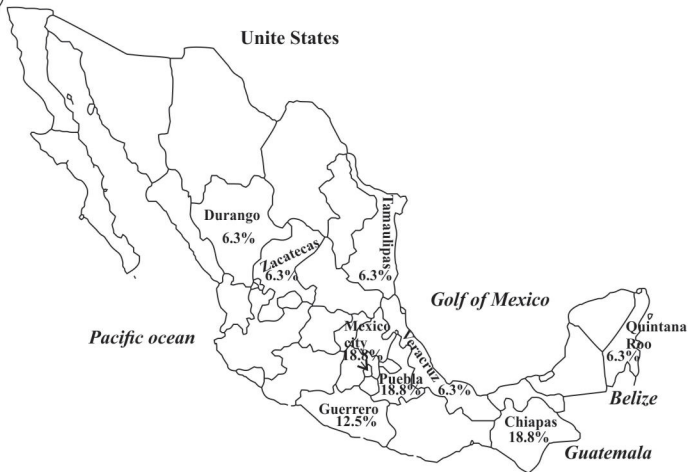 Unite States
Durango
6.3%
Zacatecas
6.3%
Tamaulipas
6.3%
Golf of Mexico
Pacific ocean
Mexico
city
18.8%
Puebla
18.8%
Veracruz
6.3%
Quintana
Roo
6.3%
Belize
Guerrero
12.5%
Chiapas
18.8%
Guatemala